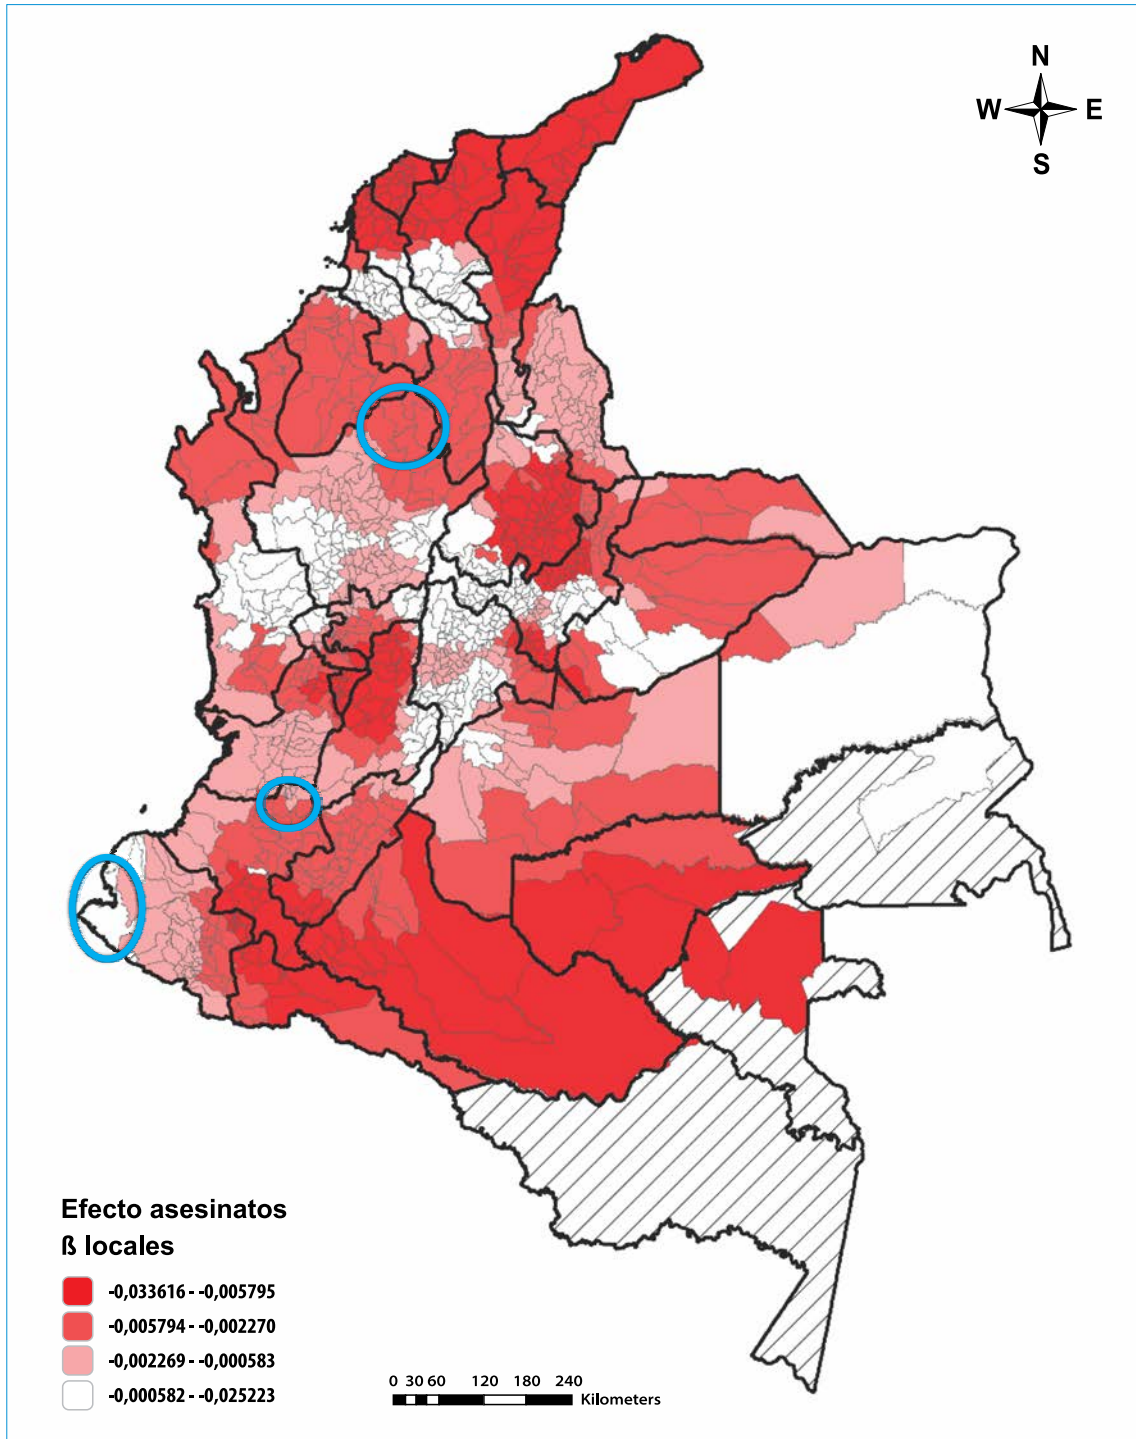 N
W E
S
Efecto asesinatos
ß locales
-0,033616 - -0,005795
-0,005794 - -0,002270
-0,002269 - -0,000583
-0,000582 - -0,025223
0 30 60 120 180 240
Kilometers